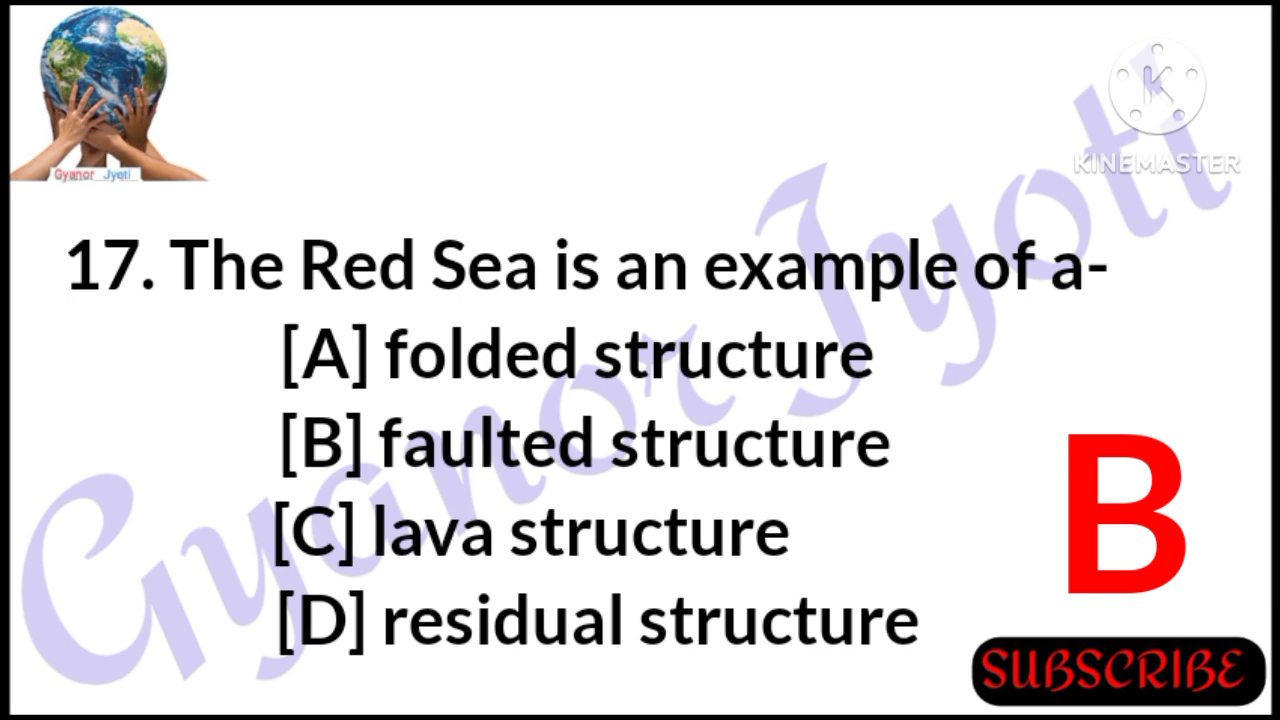 Gyanor Jyoti
K
KINEMASTER
Gyanor Jyoti
17. The Red Sea is an example of a-
[A] folded structure
[B] faulted structure
[C] lava structure
[D] residual structure
B
SUBSCRIBE